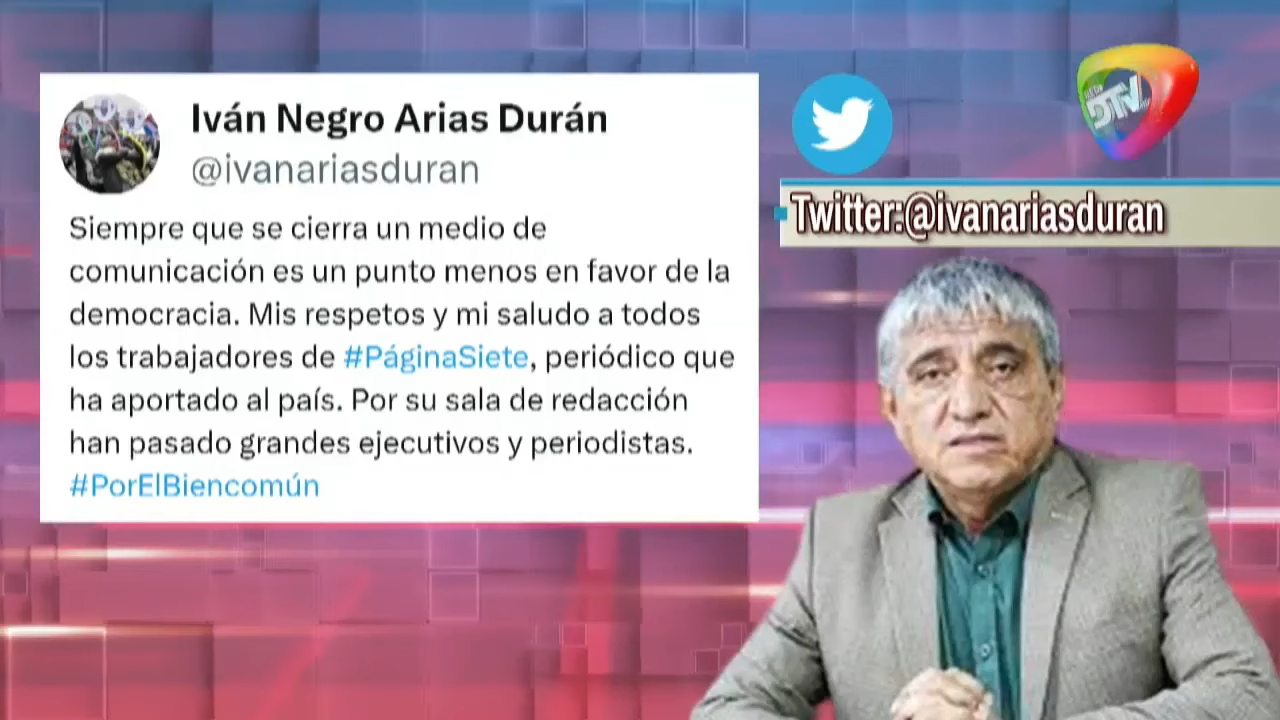 Iván Negro Arias Durán
@ivanariasduran
Siempre que se cierra un medio de
comunicación es un punto menos en favor de la
democracia. Mis respetos y mi saludo a todos
los trabajadores de #PáginaSiete, periódico que
ha aportado al país. Por su sala de redacción
han pasado grandes ejecutivos y periodistas.
#PorElBiencomún
DTV
Twitter:@ivanariasduran